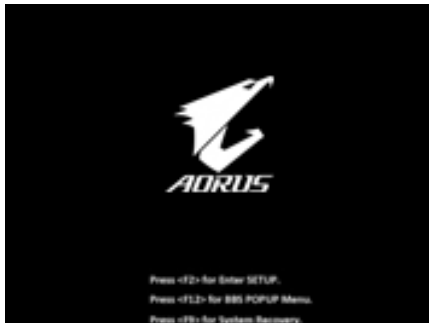 AORUS
Press <F2> for Enter SETUP.
Press <F12> for BBS POPUP Menu.
Press <F9> for System Recovery.